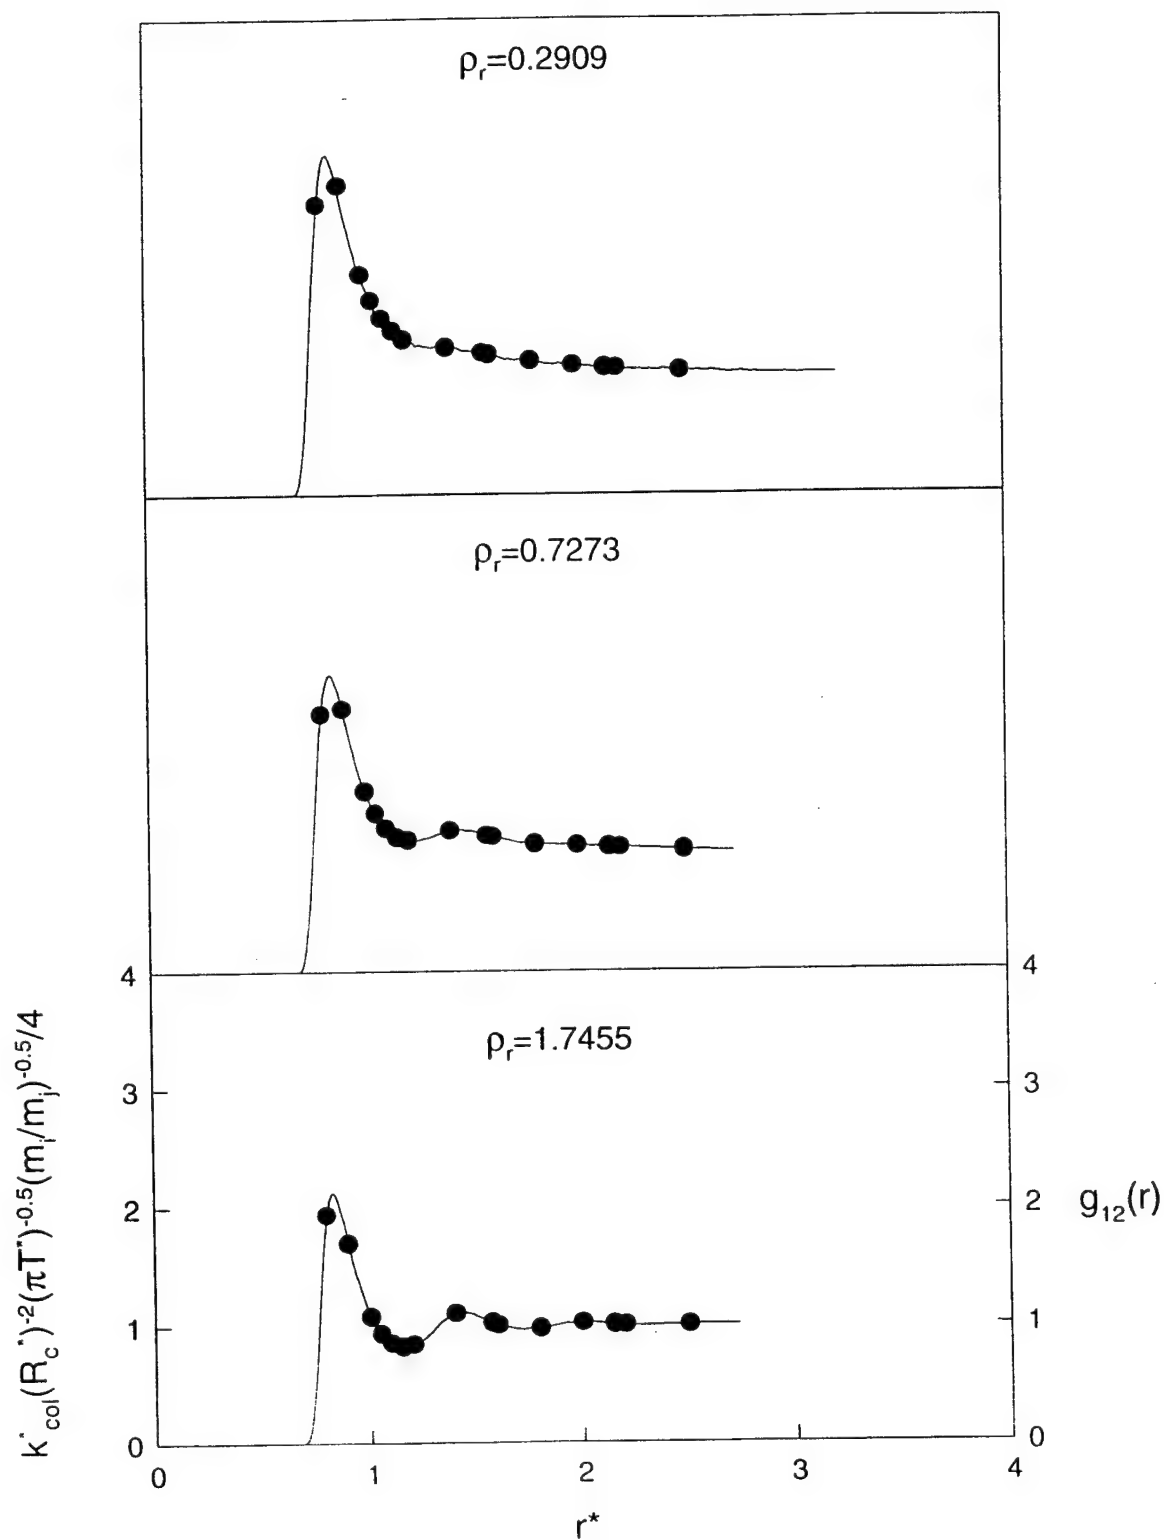 ρr=0.2909
ρr=0.7273
4 4
ρr=1.7455
3 3
2 2
1 1
0 0
0 1 2 3 4
r*
k*col(Rc*)-2(πT*)-0.5(mi/mj)-0.5/4
g12(r)